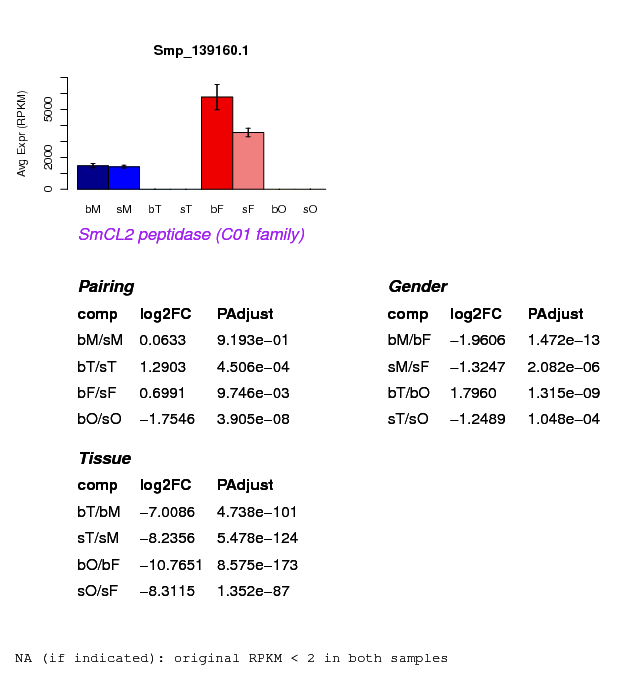 Smp_139160.1
Avg Expr (RPKM)
5000
2000
0
bM sM bT sT bF sF bO sO
SmCL2 peptidase (C01 family)
Pairing
comp log2FC PAdjust
bM/sM 0.0633 9.193e−01
bT/sT 1.2903 4.506e−04
bF/sF 0.6991 9.746e−03
bO/sO −1.7546 3.905e−08
Gender
comp log2FC PAdjust
bM/bF −1.9606 1.472e−13
sM/sF −1.3247 2.082e−06
bT/bO 1.7960 1.315e−09
sT/sO −1.2489 1.048e−04
Tissue
comp log2FC PAdjust
bT/bM −7.0086 4.738e−101
sT/sM −8.2356 5.478e−124
bO/bF −10.7651 8.575e−173
sO/sF −8.3115 1.352e−87
NA (if indicated): original RPKM < 2 in both samples